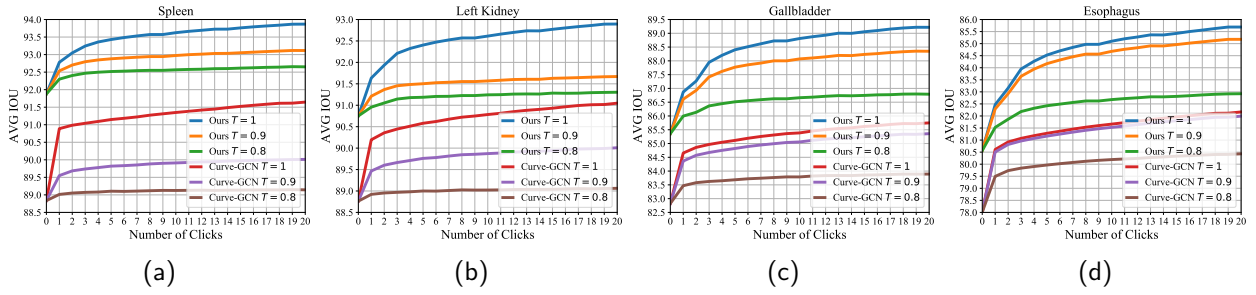 Spleen
AVG IOU
94.0
93.5
93.0
92.5
92.0
91.5
91.0
90.5
90.0
89.5
89.0
88.5
Ours T = 1
Ours T = 0.9
Ours T = 0.8
Curve-GCN T = 1
Curve-GCN T = 0.9
Curve-GCN T = 0.8
0 1 2 3 4 5 6 7 8 9 10 11 12 13 14 15 16 17 18 19 20
Number of Clicks
(a)
Left Kidney
AVG IOU
93.0
92.5
92.0
91.5
91.0
90.5
90.0
89.5
89.0
88.5
Ours T = 1
Ours T = 0.9
Ours T = 0.8
Curve-GCN T = 1
Curve-GCN T = 0.9
Curve-GCN T = 0.8
0 1 2 3 4 5 6 7 8 9 10 11 12 13 14 15 16 17 18 19 20
Number of Clicks
(b)
Gallbladder
AVG IOU
89.5
89.0
88.5
88.0
87.5
87.0
86.5
86.0
85.5
85.0
84.5
84.0
83.5
83.0
82.5
Ours T = 1
Ours T = 0.9
Ours T = 0.8
Curve-GCN T = 1
Curve-GCN T = 0.9
Curve-GCN T = 0.8
0 1 2 3 4 5 6 7 8 9 10 11 12 13 14 15 16 17 18 19 20
Number of Clicks
(c)
Esophagus
AVG IOU
86.0
85.5
85.0
84.5
84.0
83.5
83.0
82.5
82.0
81.5
81.0
80.5
80.0
79.5
79.0
78.5
78.0
Ours T = 1
Ours T = 0.9
Ours T = 0.8
Curve-GCN T = 1
Curve-GCN T = 0.9
Curve-GCN T = 0.8
0 1 2 3 4 5 6 7 8 9 10 11 12 13 14 15 16 17 18 19 20
Number of Clicks
(d)